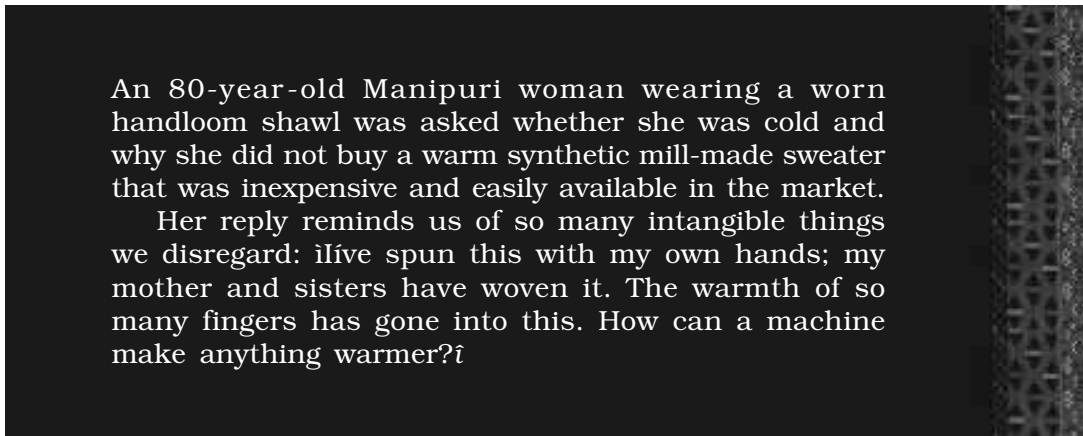 An 80-year-old Manipuri woman wearing a worn
handloom shawl was asked whether she was cold and
why she did not buy a warm synthetic mill-made sweater
that was inexpensive and easily available in the market.
Her reply reminds us of so many intangible things
we disregard: ìIíve spun this with my own hands; my
mother and sisters have woven it. The warmth of so
many fingers has gone into this. How can a machine
make anything warmer?î